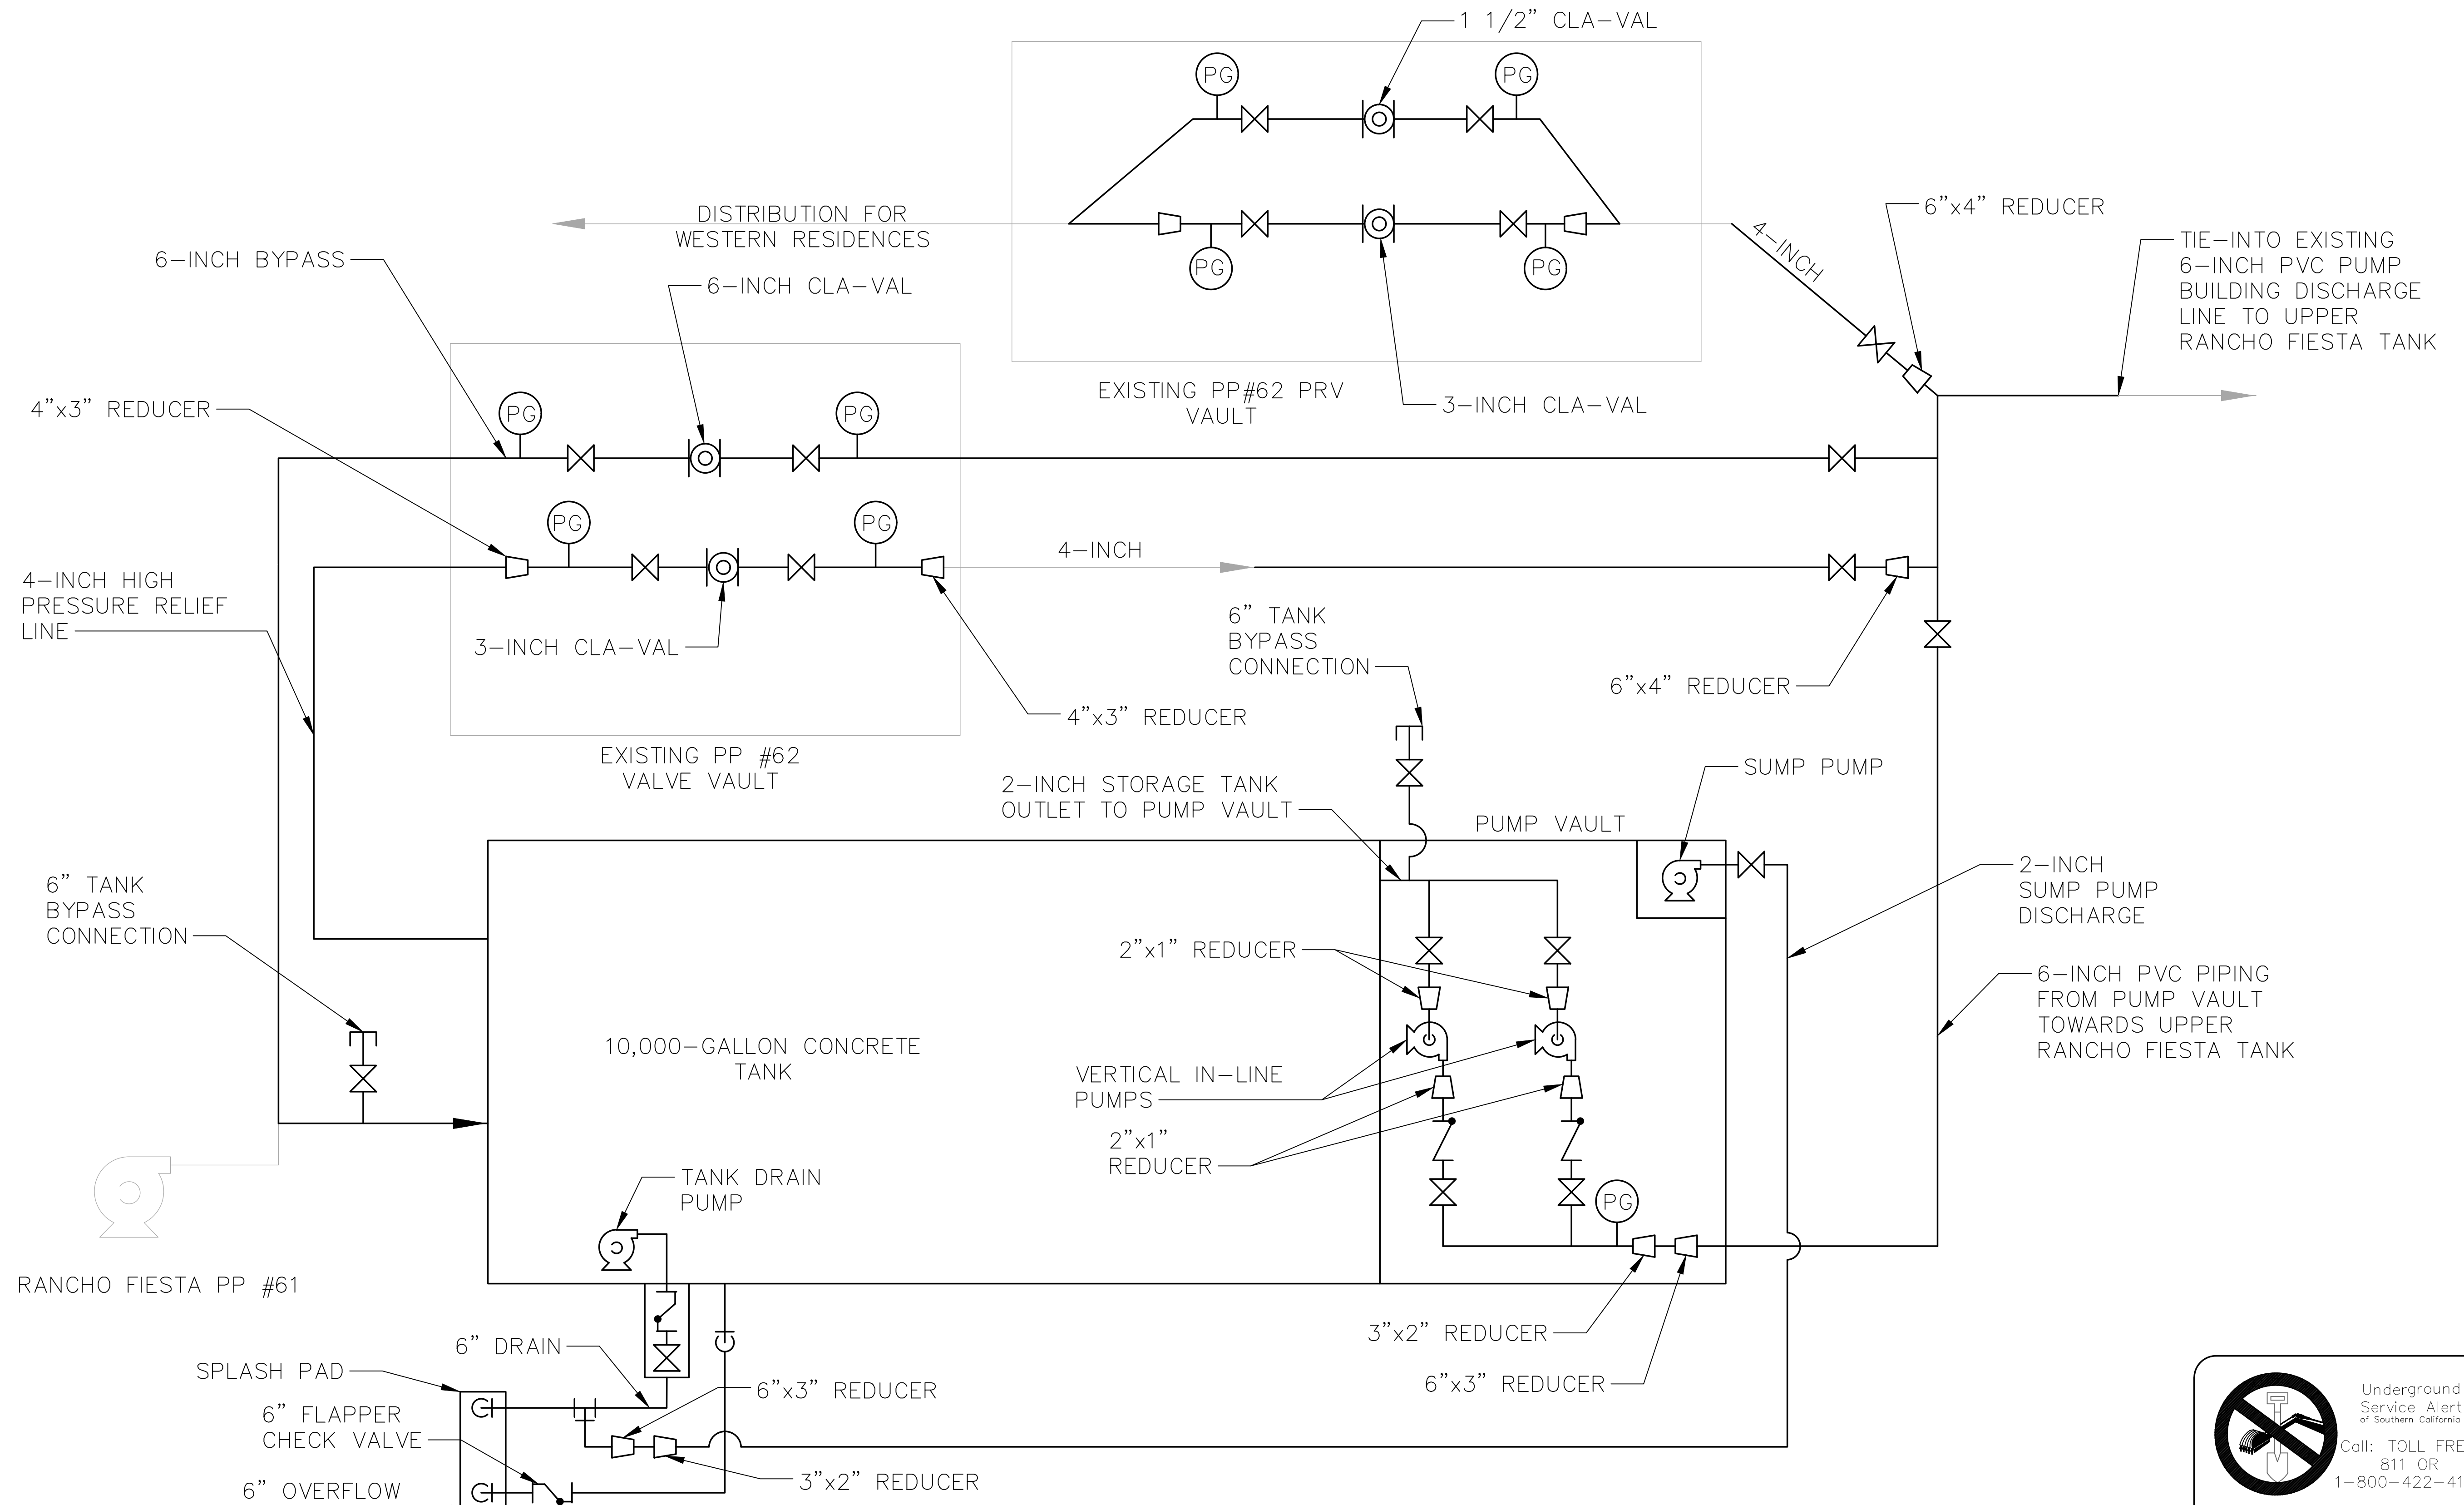 1 1/2” CLA-VAL
PG
PG
DISTRIBUTION FOR
WESTERN RESIDENCES
6-INCH BYPASS
6-INCH CLA-VAL
PG
PG
4-INCH
6”x4” REDUCER
TIE-INTO EXISTING
6-INCH PVC PUMP
BUILDING DISCHARGE
LINE TO UPPER
RANCHO FIESTA TANK
EXISTING PP#62 PRV
VAULT
3-INCH CLA-VAL
4”x3” REDUCER
PG
PG
PG
PG
4-INCH
4-INCH HIGH
PRESSURE RELIEF
LINE
3-INCH CLA-VAL
6” TANK
BYPASS
CONNECTION
6”x4” REDUCER
4”x3” REDUCER
EXISTING PP #62
VALVE VAULT
2-INCH STORAGE TANK
OUTLET TO PUMP VAULT
SUMP PUMP
PUMP VAULT
6” TANK
BYPASS
CONNECTION
2-INCH
SUMP PUMP
DISCHARGE
2”x1” REDUCER
6-INCH PVC PIPING
FROM PUMP VAULT
TOWARDS UPPER
RANCHO FIESTA TANK
10,000-GALLON CONCRETE
TANK
VERTICAL IN-LINE
PUMPS
2”x1”
REDUCER
TANK DRAIN
PUMP
PG
RANCHO FIESTA PP #61
3”x2” REDUCER
6”x3” REDUCER
6” DRAIN
SPLASH PAD
6”x3” REDUCER
6” FLAPPER
CHECK VALVE
3”x2” REDUCER
6” OVERFLOW
Underground
Service Alert
of Southern California
Call: TOLL FRE
811 OR
1-800-422-41